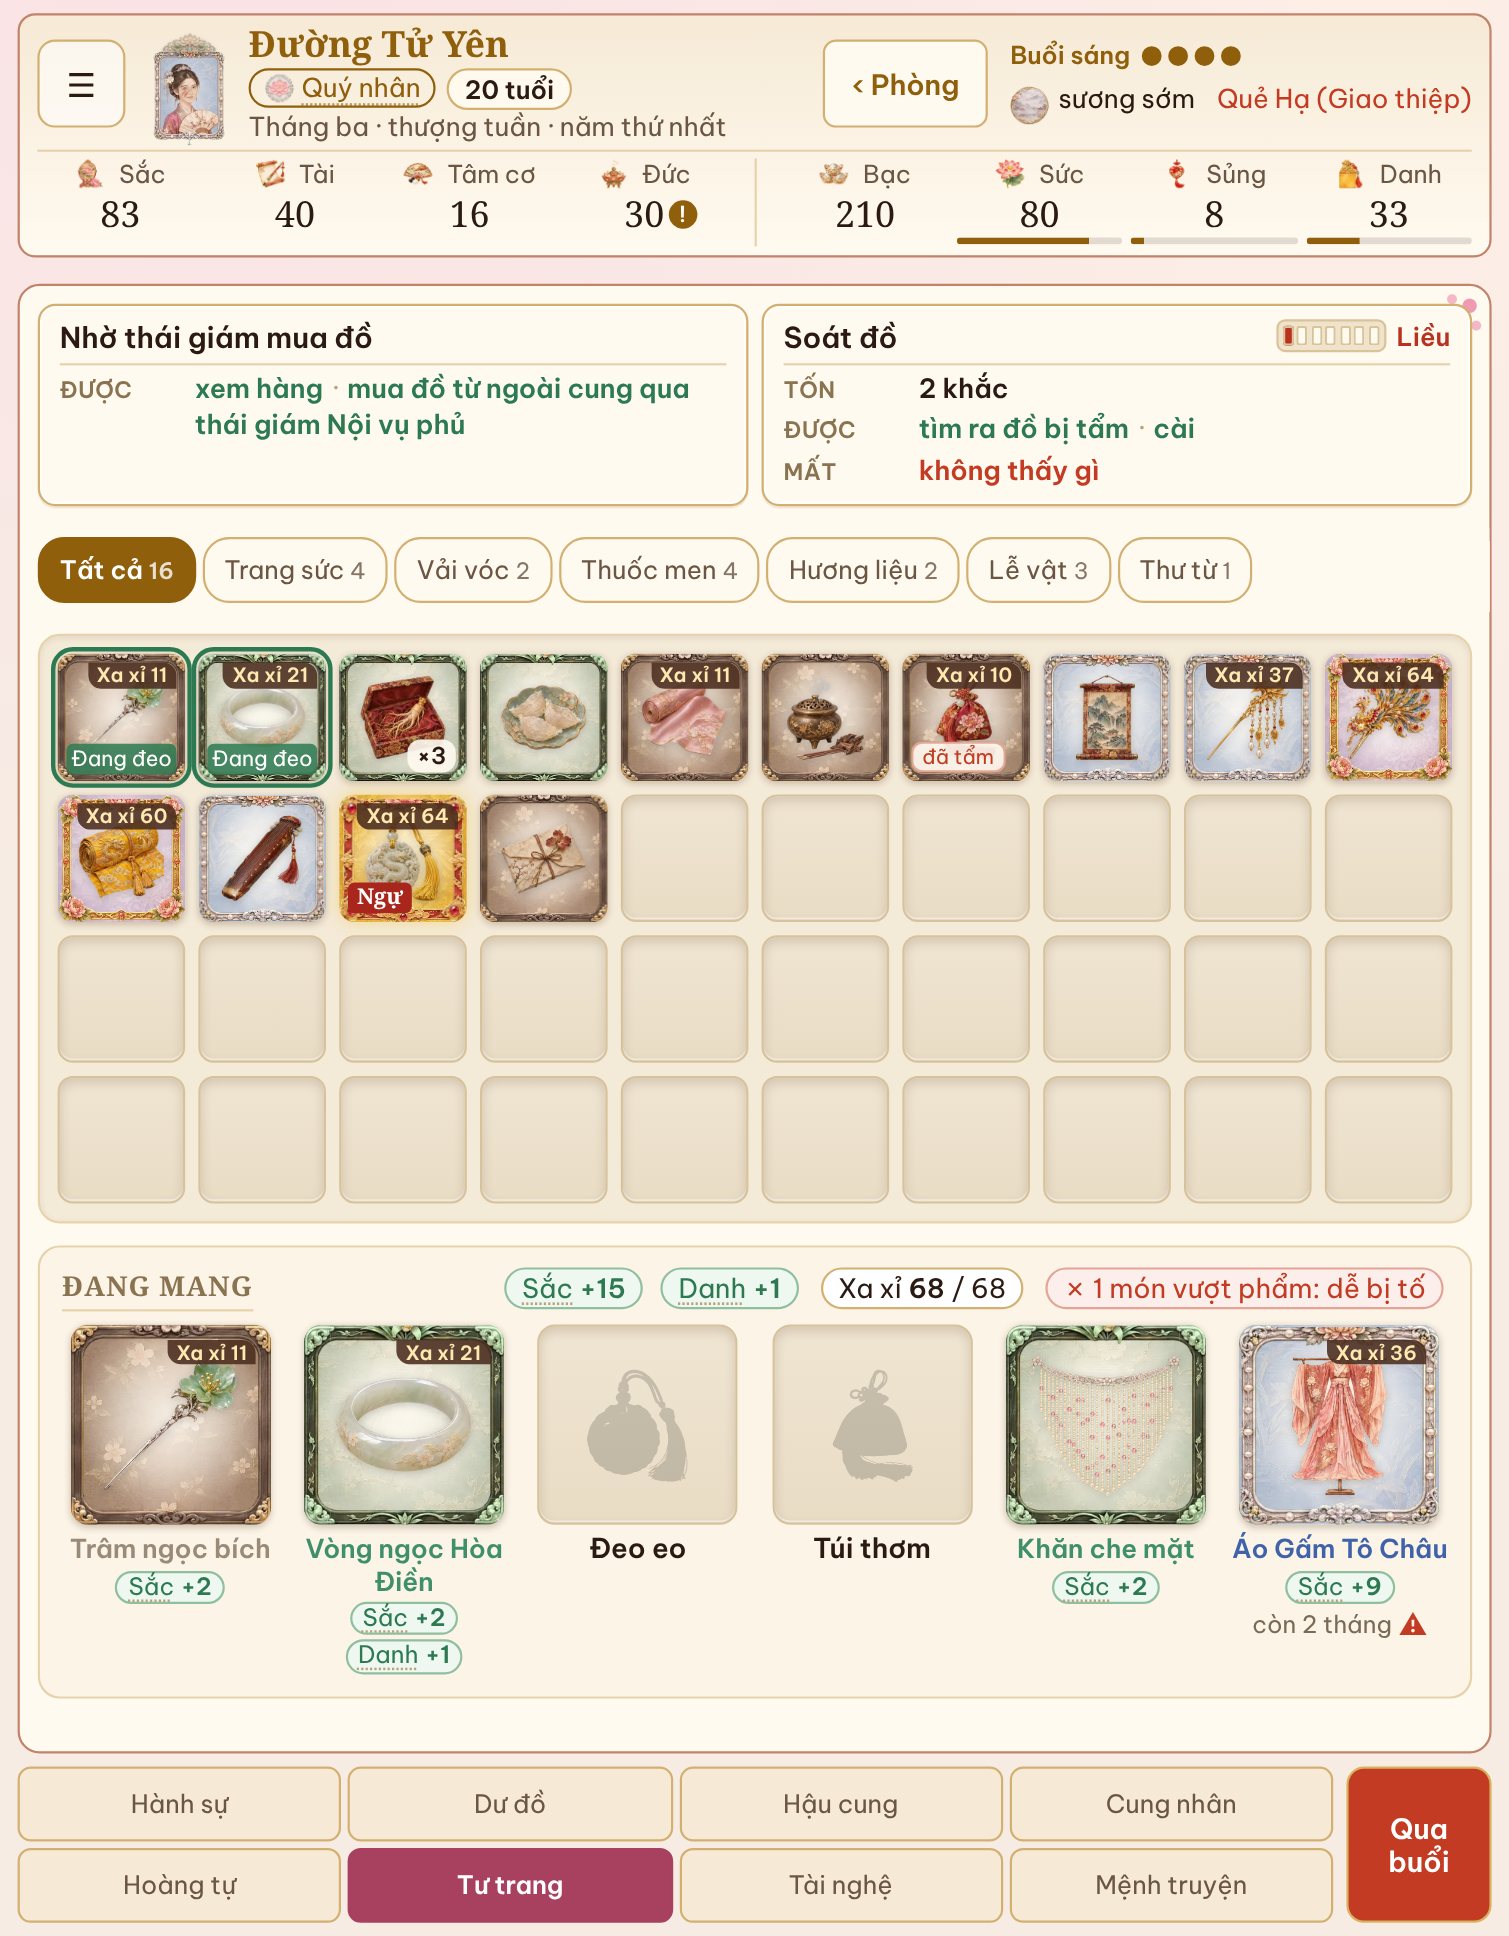 ☰
Đường Tử Yên
Quý nhân
20 tuổi
Tháng ba · thượng tuần · năm thứ nhất
‹ Phòng
Buổi sáng
sương sớm
Quẻ Hạ (Giao thiệp)
Sắc
83
Tài
40
Tâm cơ
16
Đức
30 !
Bạc
210
Sức
80
Sủng
8
Danh
33
Nhờ thái giám mua đồ
ĐƯỢC xem hàng · mua đồ từ ngoài cung qua
thái giám Nội vụ phủ
Soát đồ
Liều
TỐN 2 khắc
ĐƯỢC tìm ra đồ bị tẩm · cài
MẤT không thấy gì
Tất cả 16
Trang sức 4
Vải vóc 2
Thuốc men 4
Hương liệu 2
Lễ vật 3
Thư từ 1
Xa xỉ 11
Đang đeo
Xa xỉ 21
Đang đeo
×3
Xa xỉ 11
Xa xỉ 10
đã tẩm
Xa xỉ 37
Xa xỉ 64
Xa xỉ 60
Xa xỉ 64
Ngự
ĐANG MANG
Sắc +15
Danh +1
Xa xỉ 68 / 68
× 1 món vượt phẩm: dễ bị tố
Xa xỉ 11
Trâm ngọc bích
Sắc +2
Xa xỉ 21
Vòng ngọc Hòa
Điền
Sắc +2
Danh +1
Đeo eo
Túi thơm
Khăn che mặt
Sắc +2
Xa xỉ 36
Áo Gấm Tô Châu
Sắc +9
còn 2 tháng
Hành sự
Dư đồ
Hậu cung
Cung nhân
Hoàng tự
Tư trang
Tài nghệ
Mệnh truyện
Qua
buổi